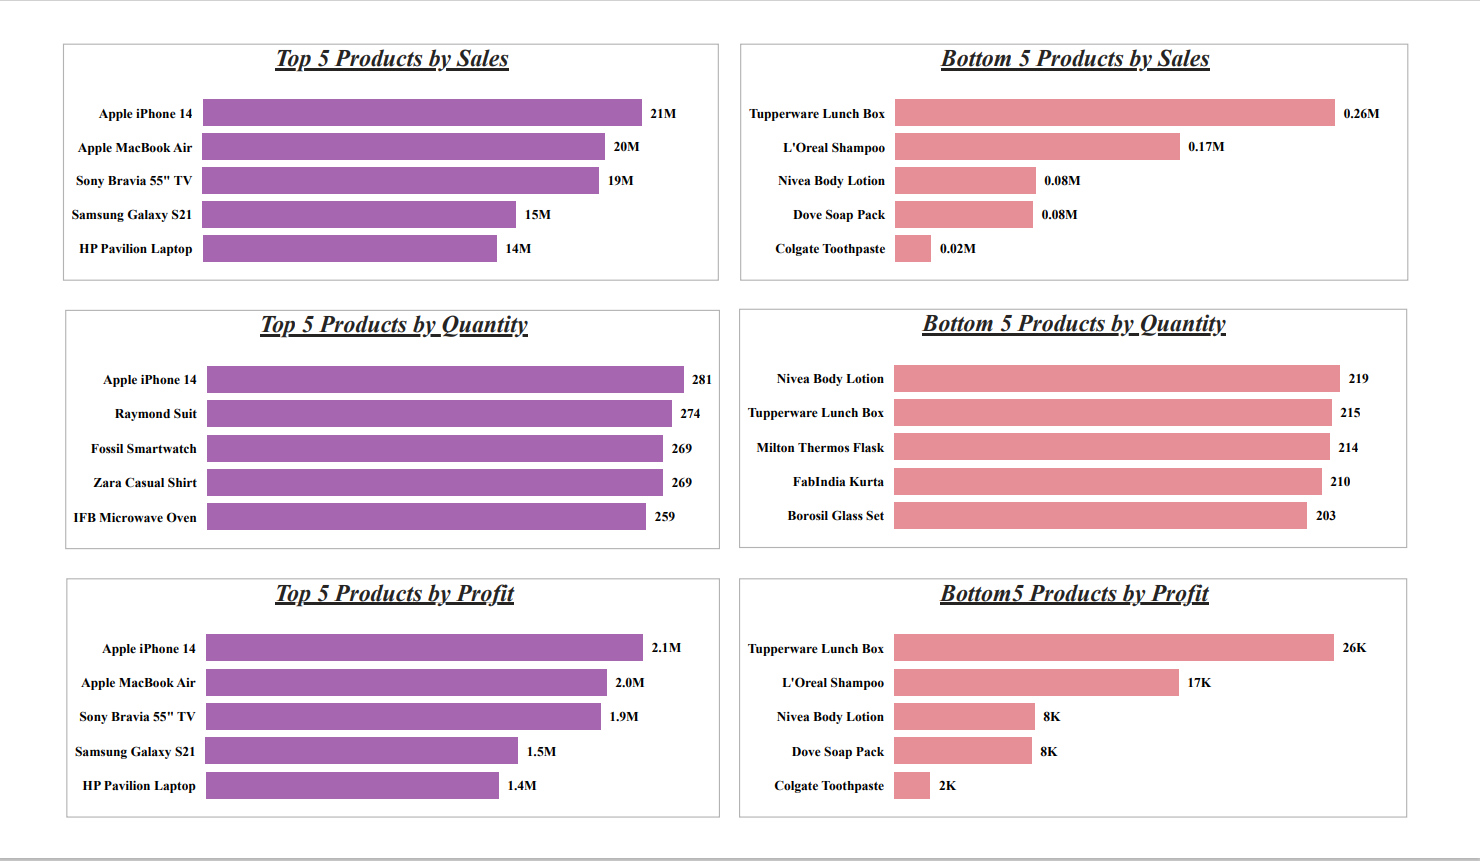 Top 5 Products by Sales
Apple iPhone 14 21M
Apple MacBook Air 20M
Sony Bravia 55" TV 19M
Samsung Galaxy S21 15M
HP Pavilion Laptop 14M
Bottom 5 Products by Sales
Tupperware Lunch Box 0.26M
L'Oreal Shampoo 0.17M
Nivea Body Lotion 0.08M
Dove Soap Pack 0.08M
Colgate Toothpaste 0.02M
Top 5 Products by Quantity
Apple iPhone 14 281
Raymond Suit 274
Fossil Smartwatch 269
Zara Casual Shirt 269
IFB Microwave Oven 259
Bottom 5 Products by Quantity
Nivea Body Lotion 219
Tupperware Lunch Box 215
Milton Thermos Flask 214
FabIndia Kurta 210
Borosil Glass Set 203
Top 5 Products by Profit
Apple iPhone 14 2.1M
Apple MacBook Air 2.0M
Sony Bravia 55" TV 1.9M
Samsung Galaxy S21 1.5M
HP Pavilion Laptop 1.4M
Bottom5 Products by Profit
Tupperware Lunch Box 26K
L'Oreal Shampoo 17K
Nivea Body Lotion 8K
Dove Soap Pack 8K
Colgate Toothpaste 2K